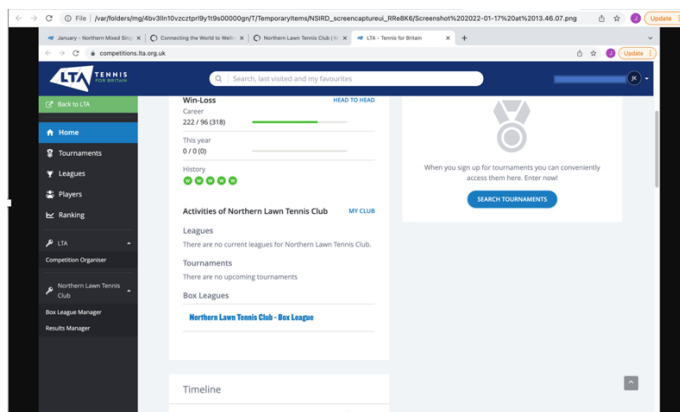 File | /var/folders/mg/4bv3lln10vzcztprl9y1t9s00000gn/T/TemporaryItems/NSIRD_screencaptureui_RRe8K6/Screenshot%202022-01-17%20at%2013.46.07.png
J Update
January - Northern Mixed Sing
Connecting the World to Welln
Northern Lawn Tennis Club |
LTA - Tennis for Britain
competitions.lta.org.uk
J Update
LTA TENNIS FOR BRITAIN
Search, last visited and my favourites
JK
Back to LTA
Home
Tournaments
Leagues
Players
Ranking
LTA
Competition Organiser
Northern Lawn Tennis
Club
Box League Manager
Results Manager
Win-Loss HEAD TO HEAD
Career
222 / 96 (318)
This year
0 / 0 (0)
History
W W W W W
Activities of Northern Lawn Tennis Club MY CLUB
Leagues
There are no current leagues for Northern Lawn Tennis Club.
Tournaments
There are no upcoming tournaments
Box Leagues
Northern Lawn Tennis Club - Box League
Timeline
When you sign up for tournaments you can conveniently
access them here. Enter now!
SEARCH TOURNAMENTS